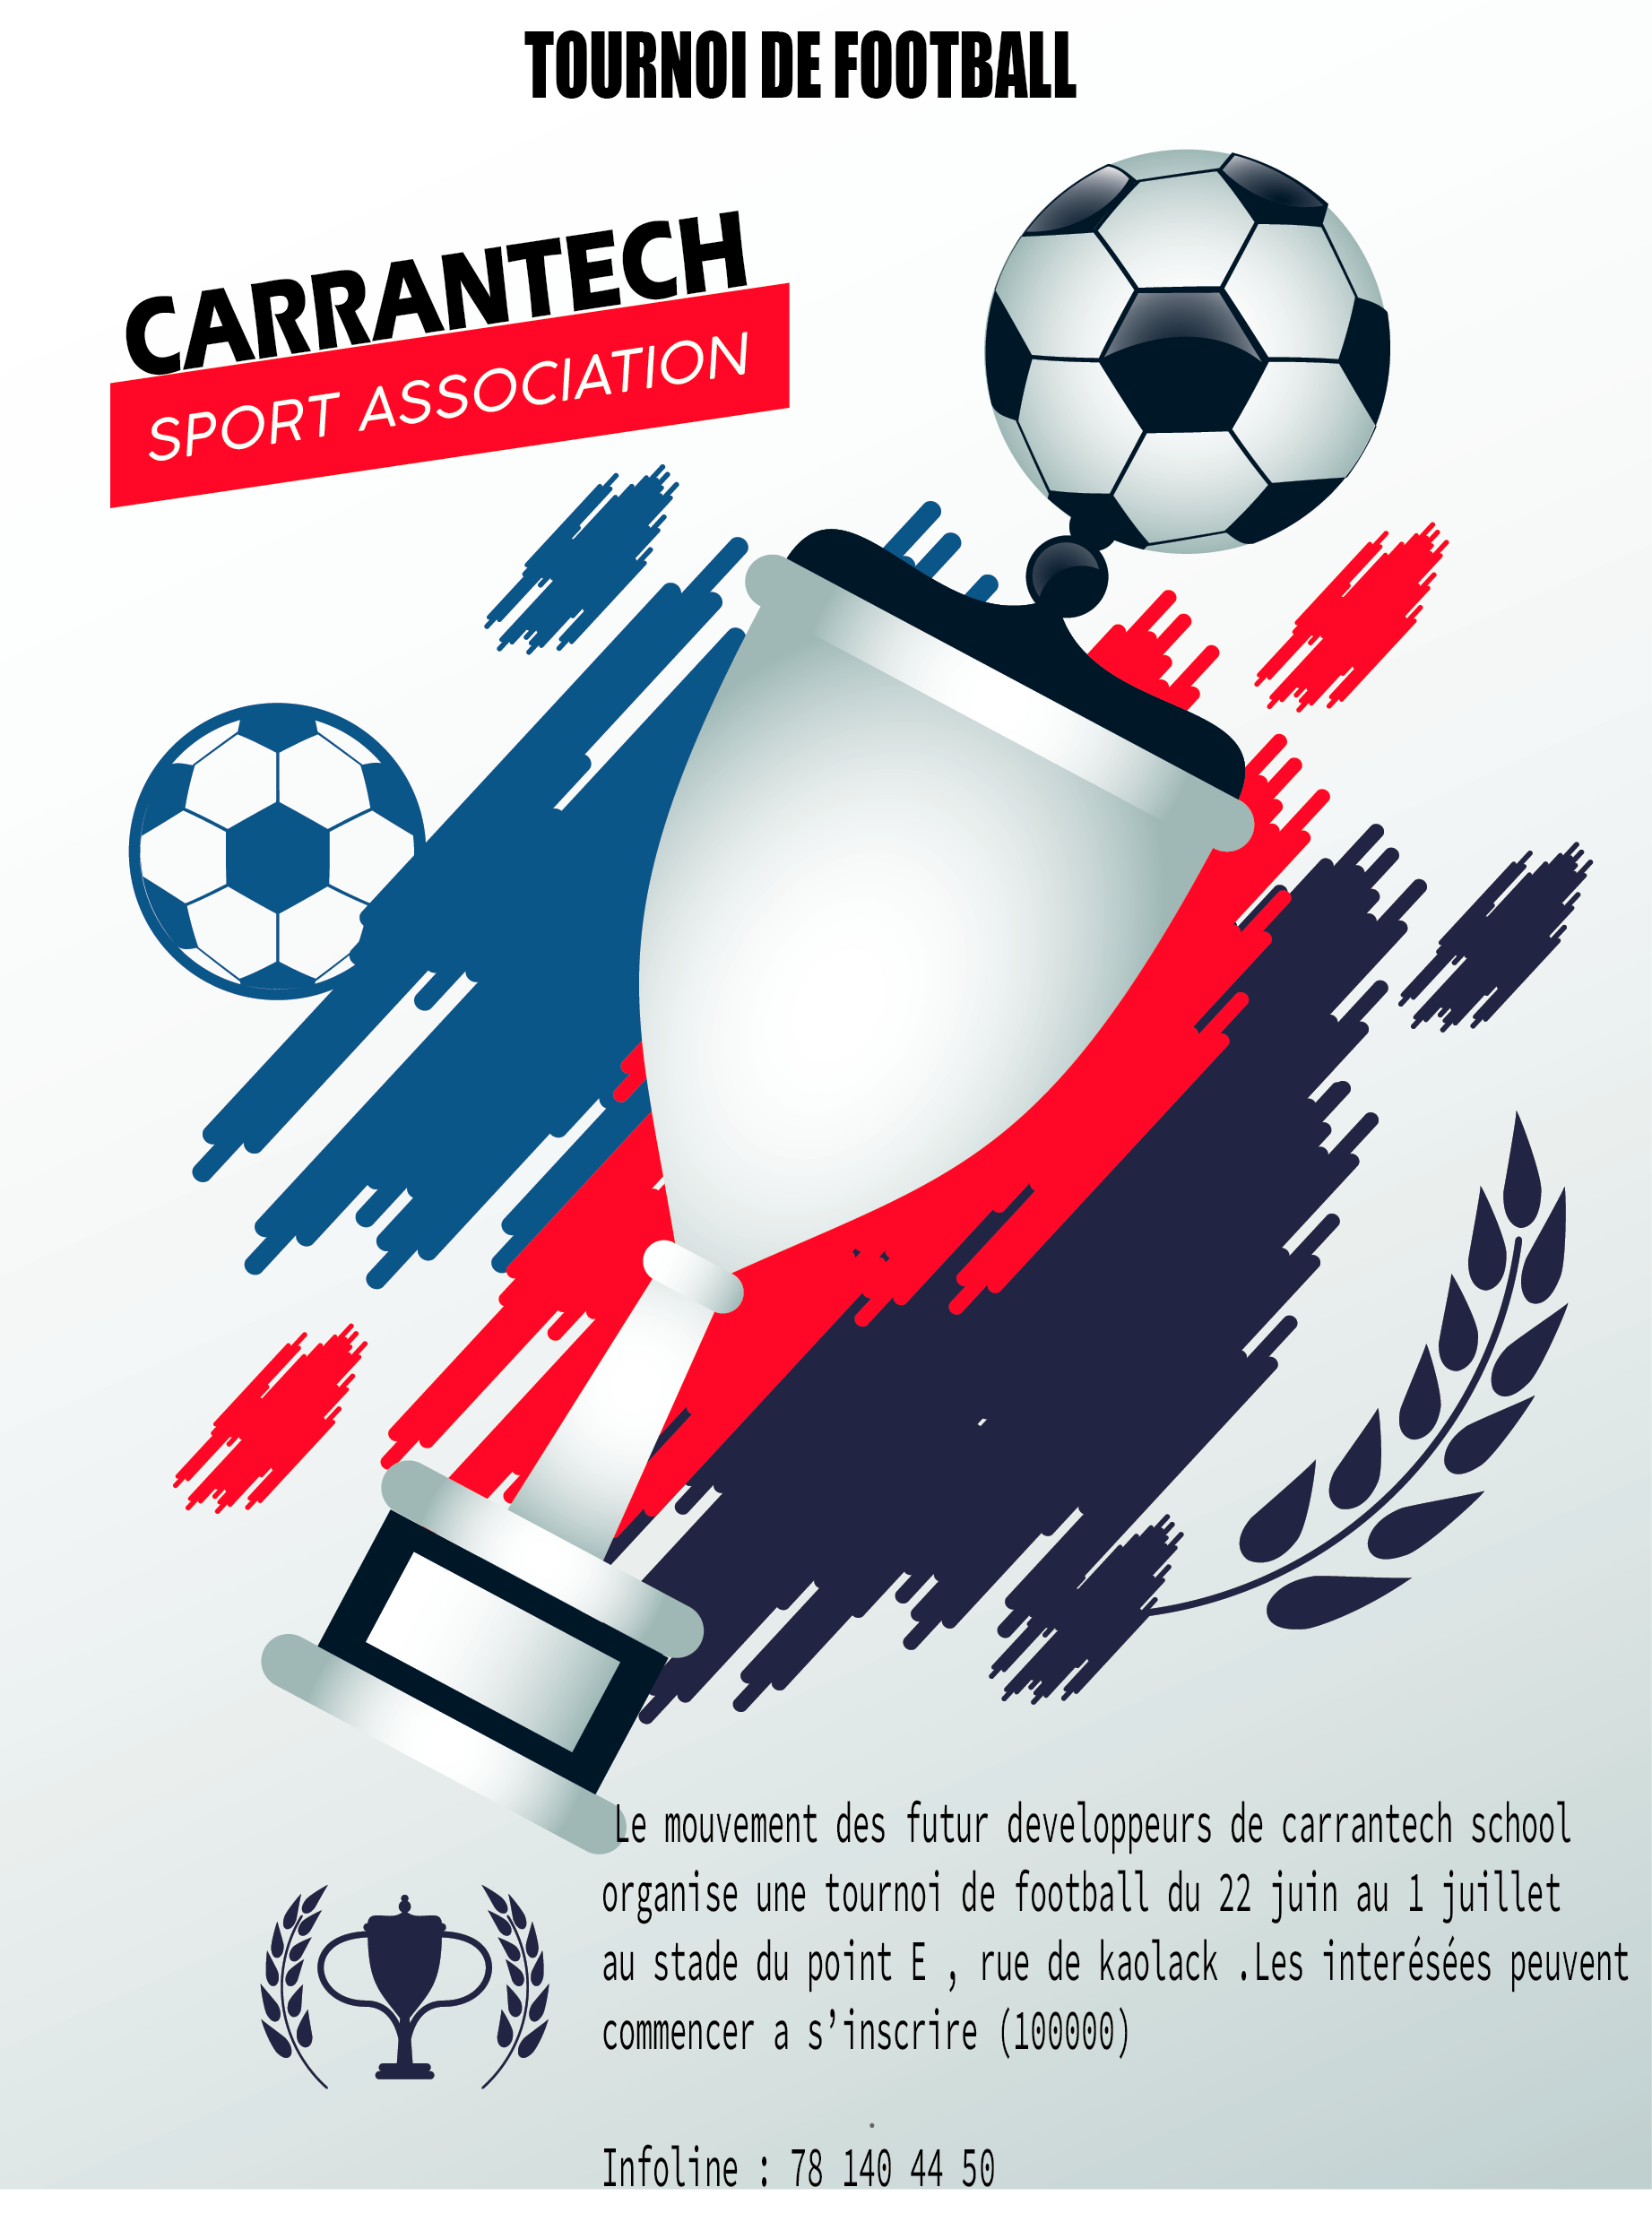 TOURNOI DE FOOTBALL
CARRANTECH
SPORT ASSOCIATION
Le mouvement des futur developpeurs de carrantech school
organise une tournoi de football du 22 juin au 1 juillet
au stade du point E , rue de kaolack .Les interésées peuvent
commencer a s’inscrire (100000)
.
Infoline : 78 140 44 50